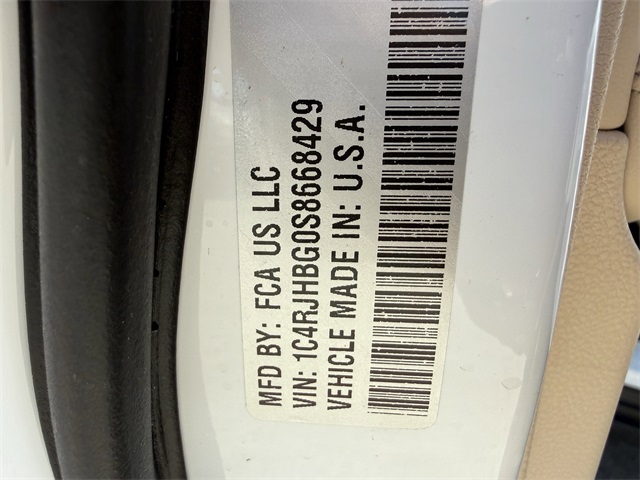 MFD BY: FCA US LLC
VIN: 1C4RJHBG0S8668429
VEHICLE MADE IN: U.S.A.